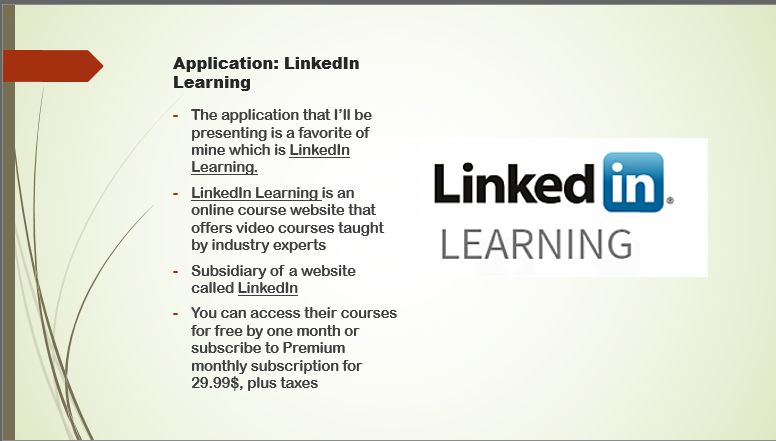 Application: LinkedIn
Learning
- The application that I'll be
presenting is a favorite of
mine which is LinkedIn
Learning.
- LinkedIn Learning is an
online course website that
offers video courses taught
by industry experts
- Subsidiary of a website
called LinkedIn
- You can access their courses
for free by one month or
subscribe to Premium
monthly subscription for
29.99$, plus taxes
Linked in®
LEARNING